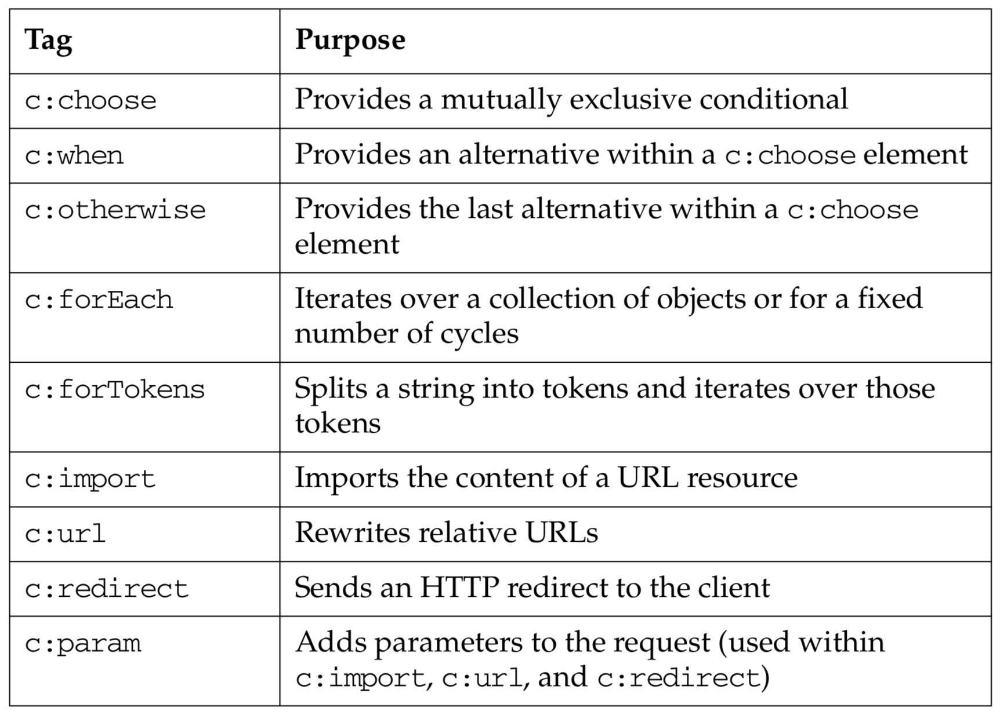 Tag Purpose
c:choose Provides a mutually exclusive conditional
c:when Provides an alternative within a c:choose element
c:otherwise Provides the last alternative within a c:choose
element
c:forEach Iterates over a collection of objects or for a fixed
number of cycles
c:forTokens Splits a string into tokens and iterates over those
tokens
c:import Imports the content of a URL resource
c:url Rewrites relative URLs
c:redirect Sends an HTTP redirect to the client
c:param Adds parameters to the request (used within
c:import, c:url, and c:redirect)